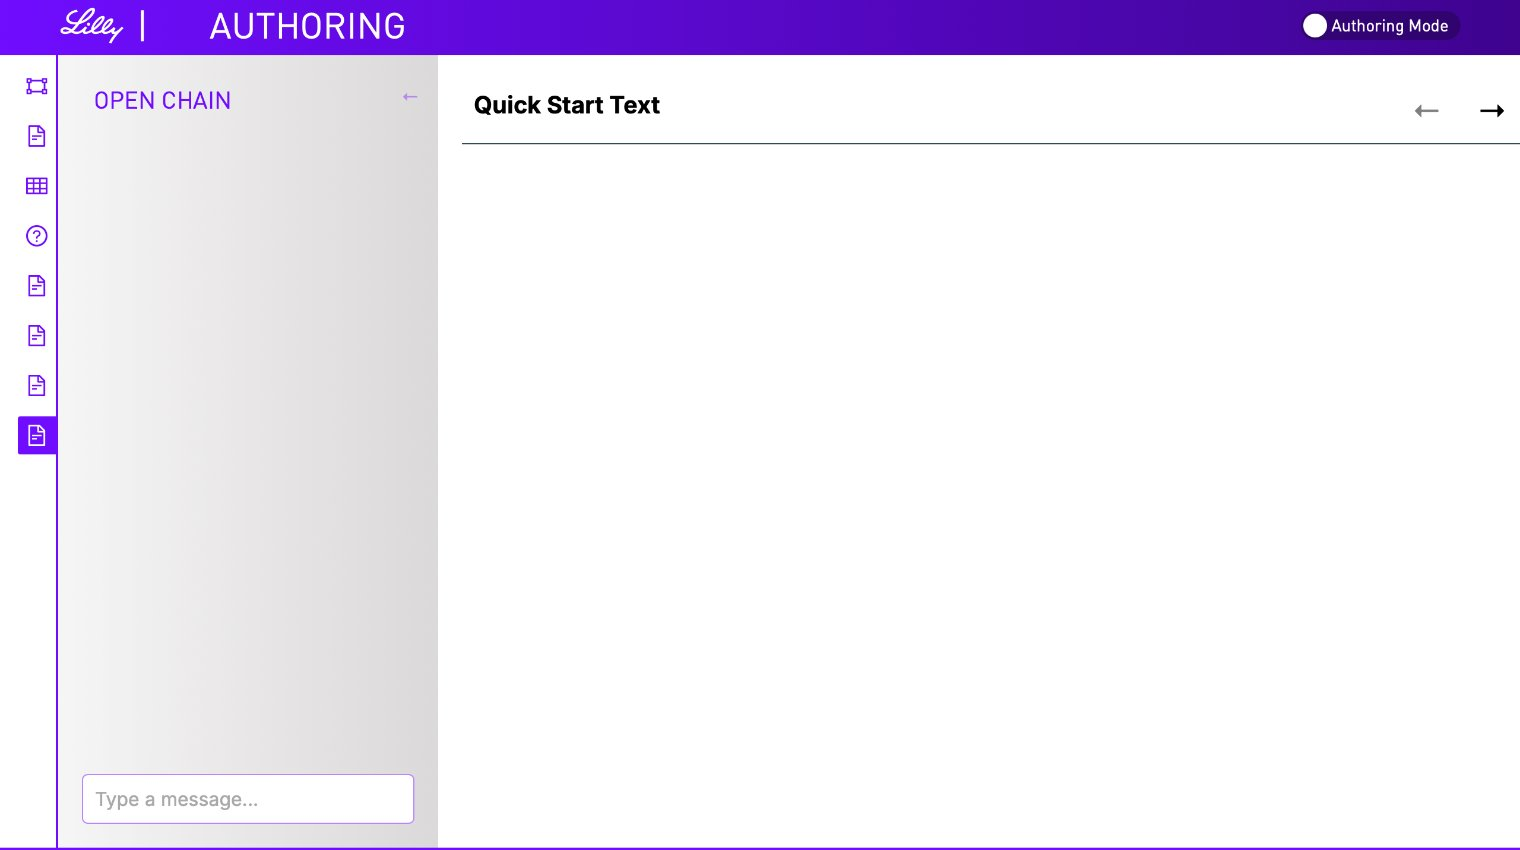 Lilly | AUTHORING
Authoring Mode
OPEN CHAIN
Quick Start Text
Type a message...